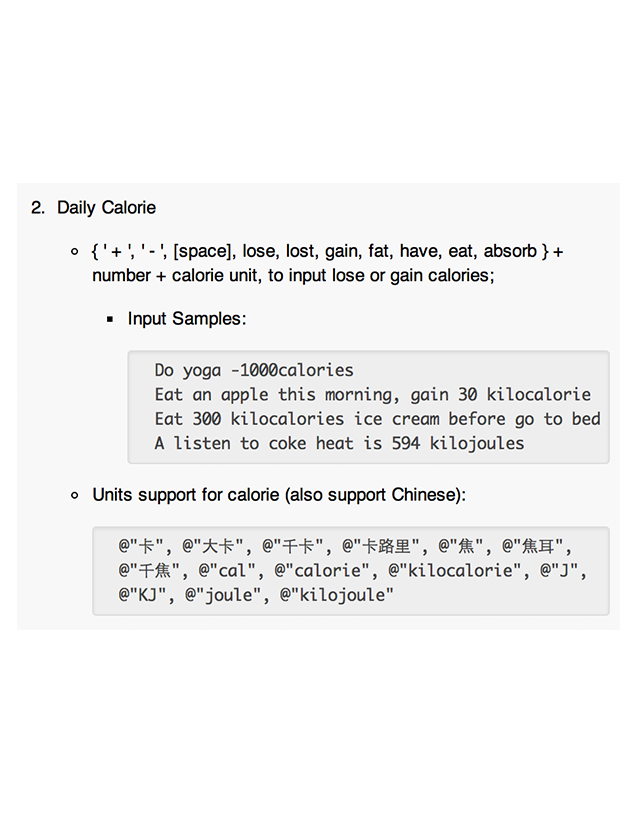 2. Daily Calorie
{ ' + ', ' - ', [space], lose, lost, gain, fat, have, eat, absorb } +
number + calorie unit, to input lose or gain calories;
Input Samples:
Do yoga -1000calories
Eat an apple this morning, gain 30 kilocalorie
Eat 300 kilocalories ice cream before go to bed
A listen to coke heat is 594 kilojoules
Units support for calorie (also support Chinese):
@"卡", @"大卡", @"千卡", @"卡路里", @"焦", @"焦耳",
@"千焦", @"cal", @"calorie", @"kilocalorie", @"J",
@"KJ", @"joule", @"kilojoule"